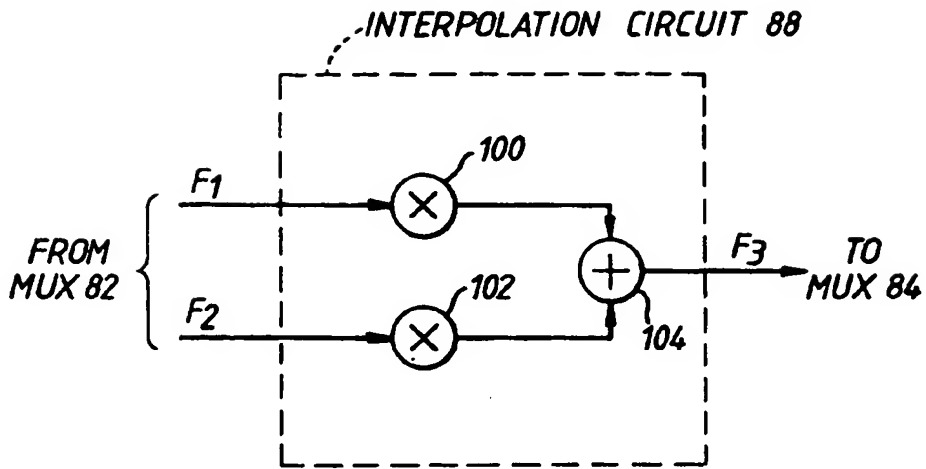 INTERPOLATION CIRCUIT 88
100
F1
FROM
MUX 82
F3
TO
MUX 84
F2
102
104